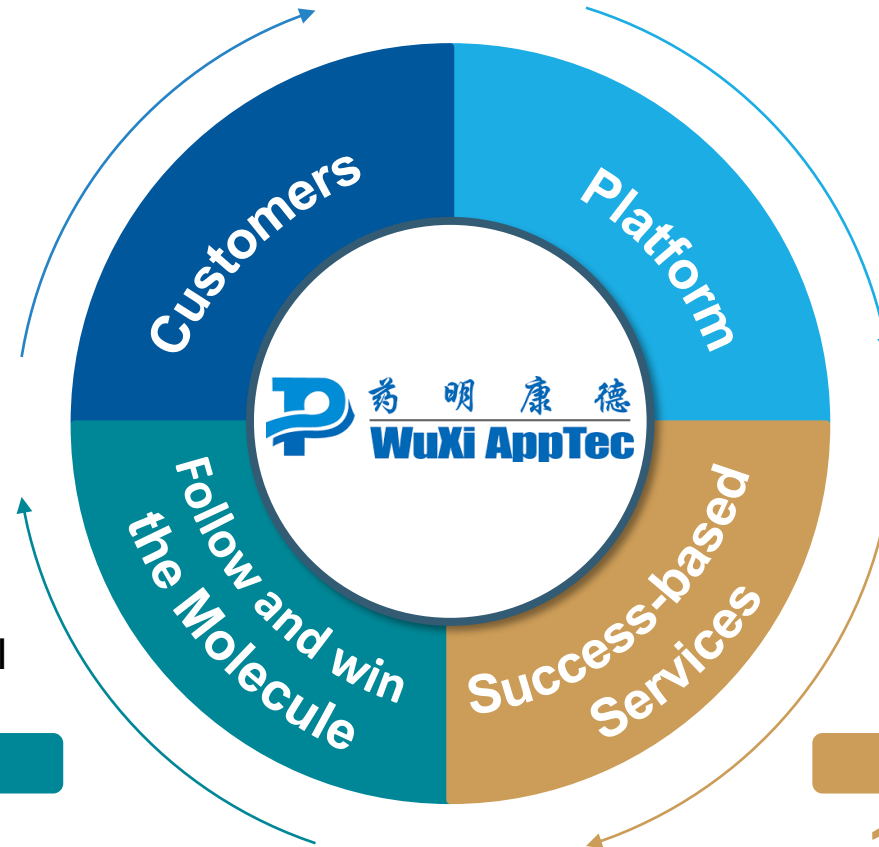 Customers
Platform
药明康德
WuXi AppTec
Follow and win
the Molecule
Success-based
Services